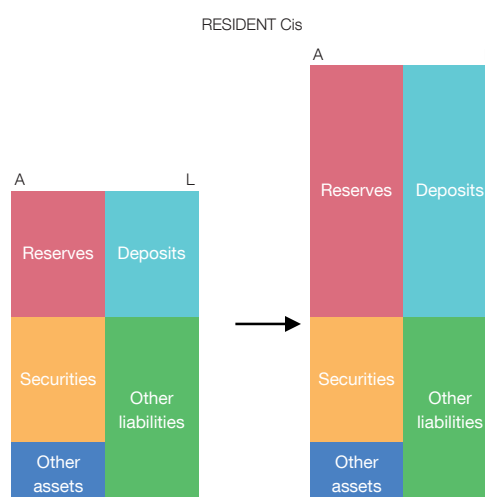 RESIDENT Cis
A
A
L
Reserves
Deposits
Reserves
Deposits
Securities
Other
liabilities
Securities
Other
liabilities
Other
assets
Other
assets